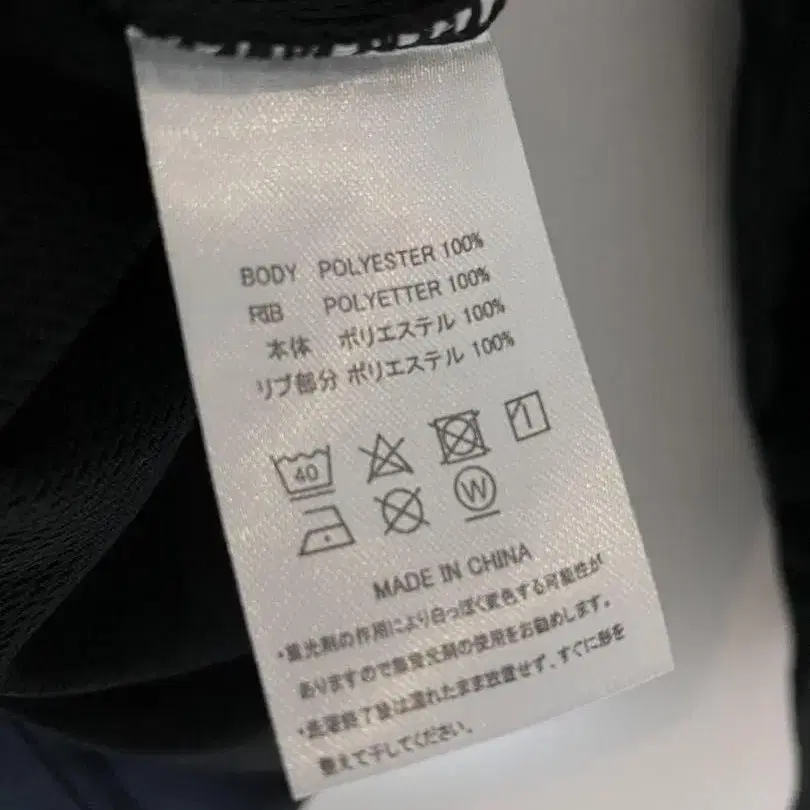 BODY POLYESTER 100%
RIB POLYETTER 100%
本体 ポリエステル 100%
リブ部分 ポリエステル 100%
40
W
MADE IN CHINA
・蛍光剤の作用により白っぽく変色する可能性が
ありますので無蛍光剤の使用をお勧めします。
・洗濯終了後は濡れたまま放置せず、すぐに形を
整えて干してください。